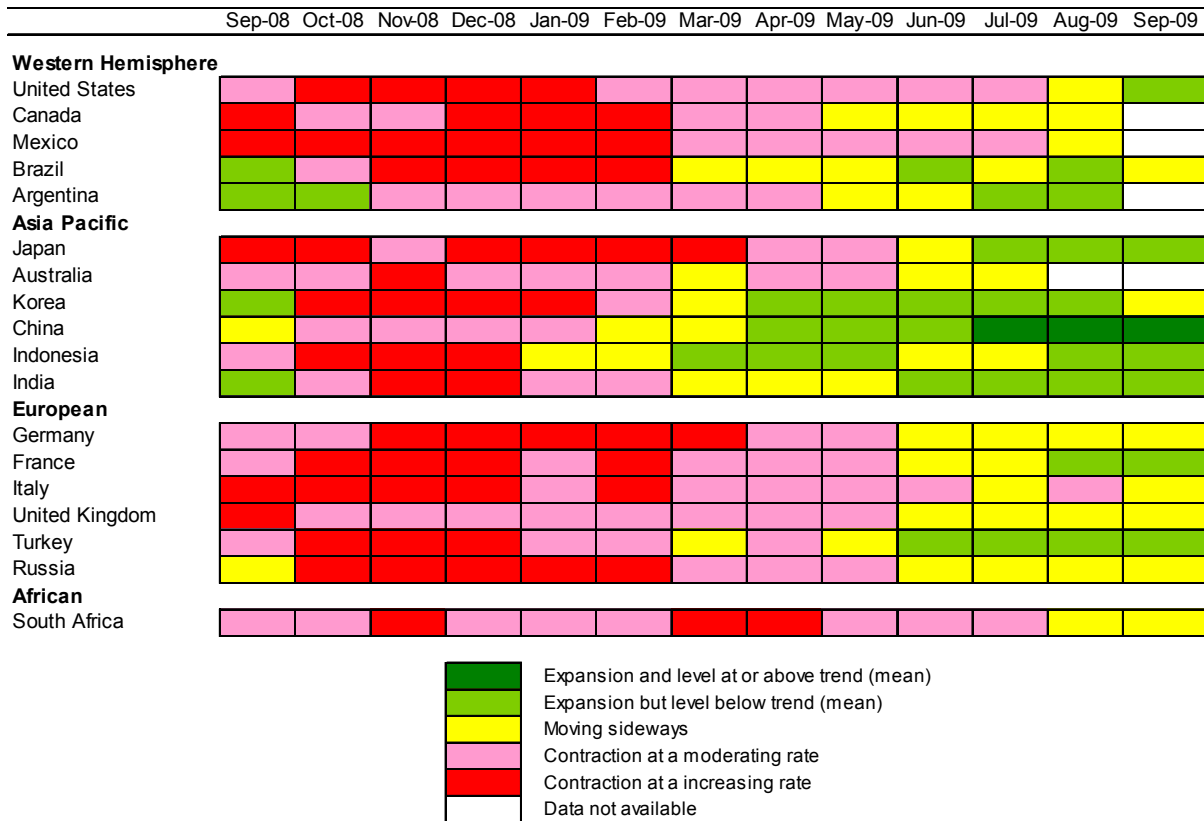 Sep-08 Oct-08 Nov-08 Dec-08 Jan-09 Feb-09 Mar-09 Apr-09 May-09 Jun-09 Jul-09 Aug-09 Sep-09
Western Hemisphere
United States
Canada
Mexico
Brazil
Argentina
Asia Pacific
Japan
Australia
Korea
China
Indonesia
India
European
Germany
France
Italy
United Kingdom
Turkey
Russia
African
South Africa
Expansion and level at or above trend (mean)
Expansion but level below trend (mean)
Moving sideways
Contraction at a moderating rate
Contraction at a increasing rate
Data not available